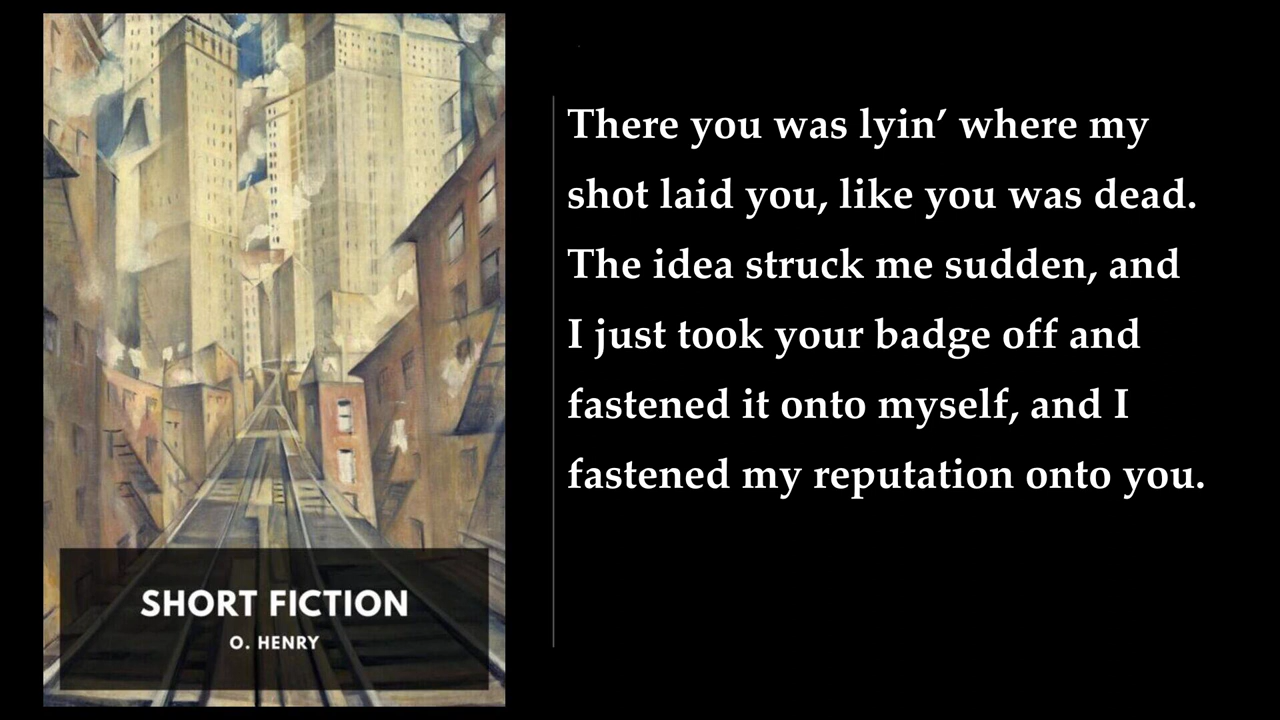 There you was lyin’ where my
shot laid you, like you was dead.
The idea struck me sudden, and
I just took your badge off and
fastened it onto myself, and I
fastened my reputation onto you.
SHORT FICTION
O. HENRY